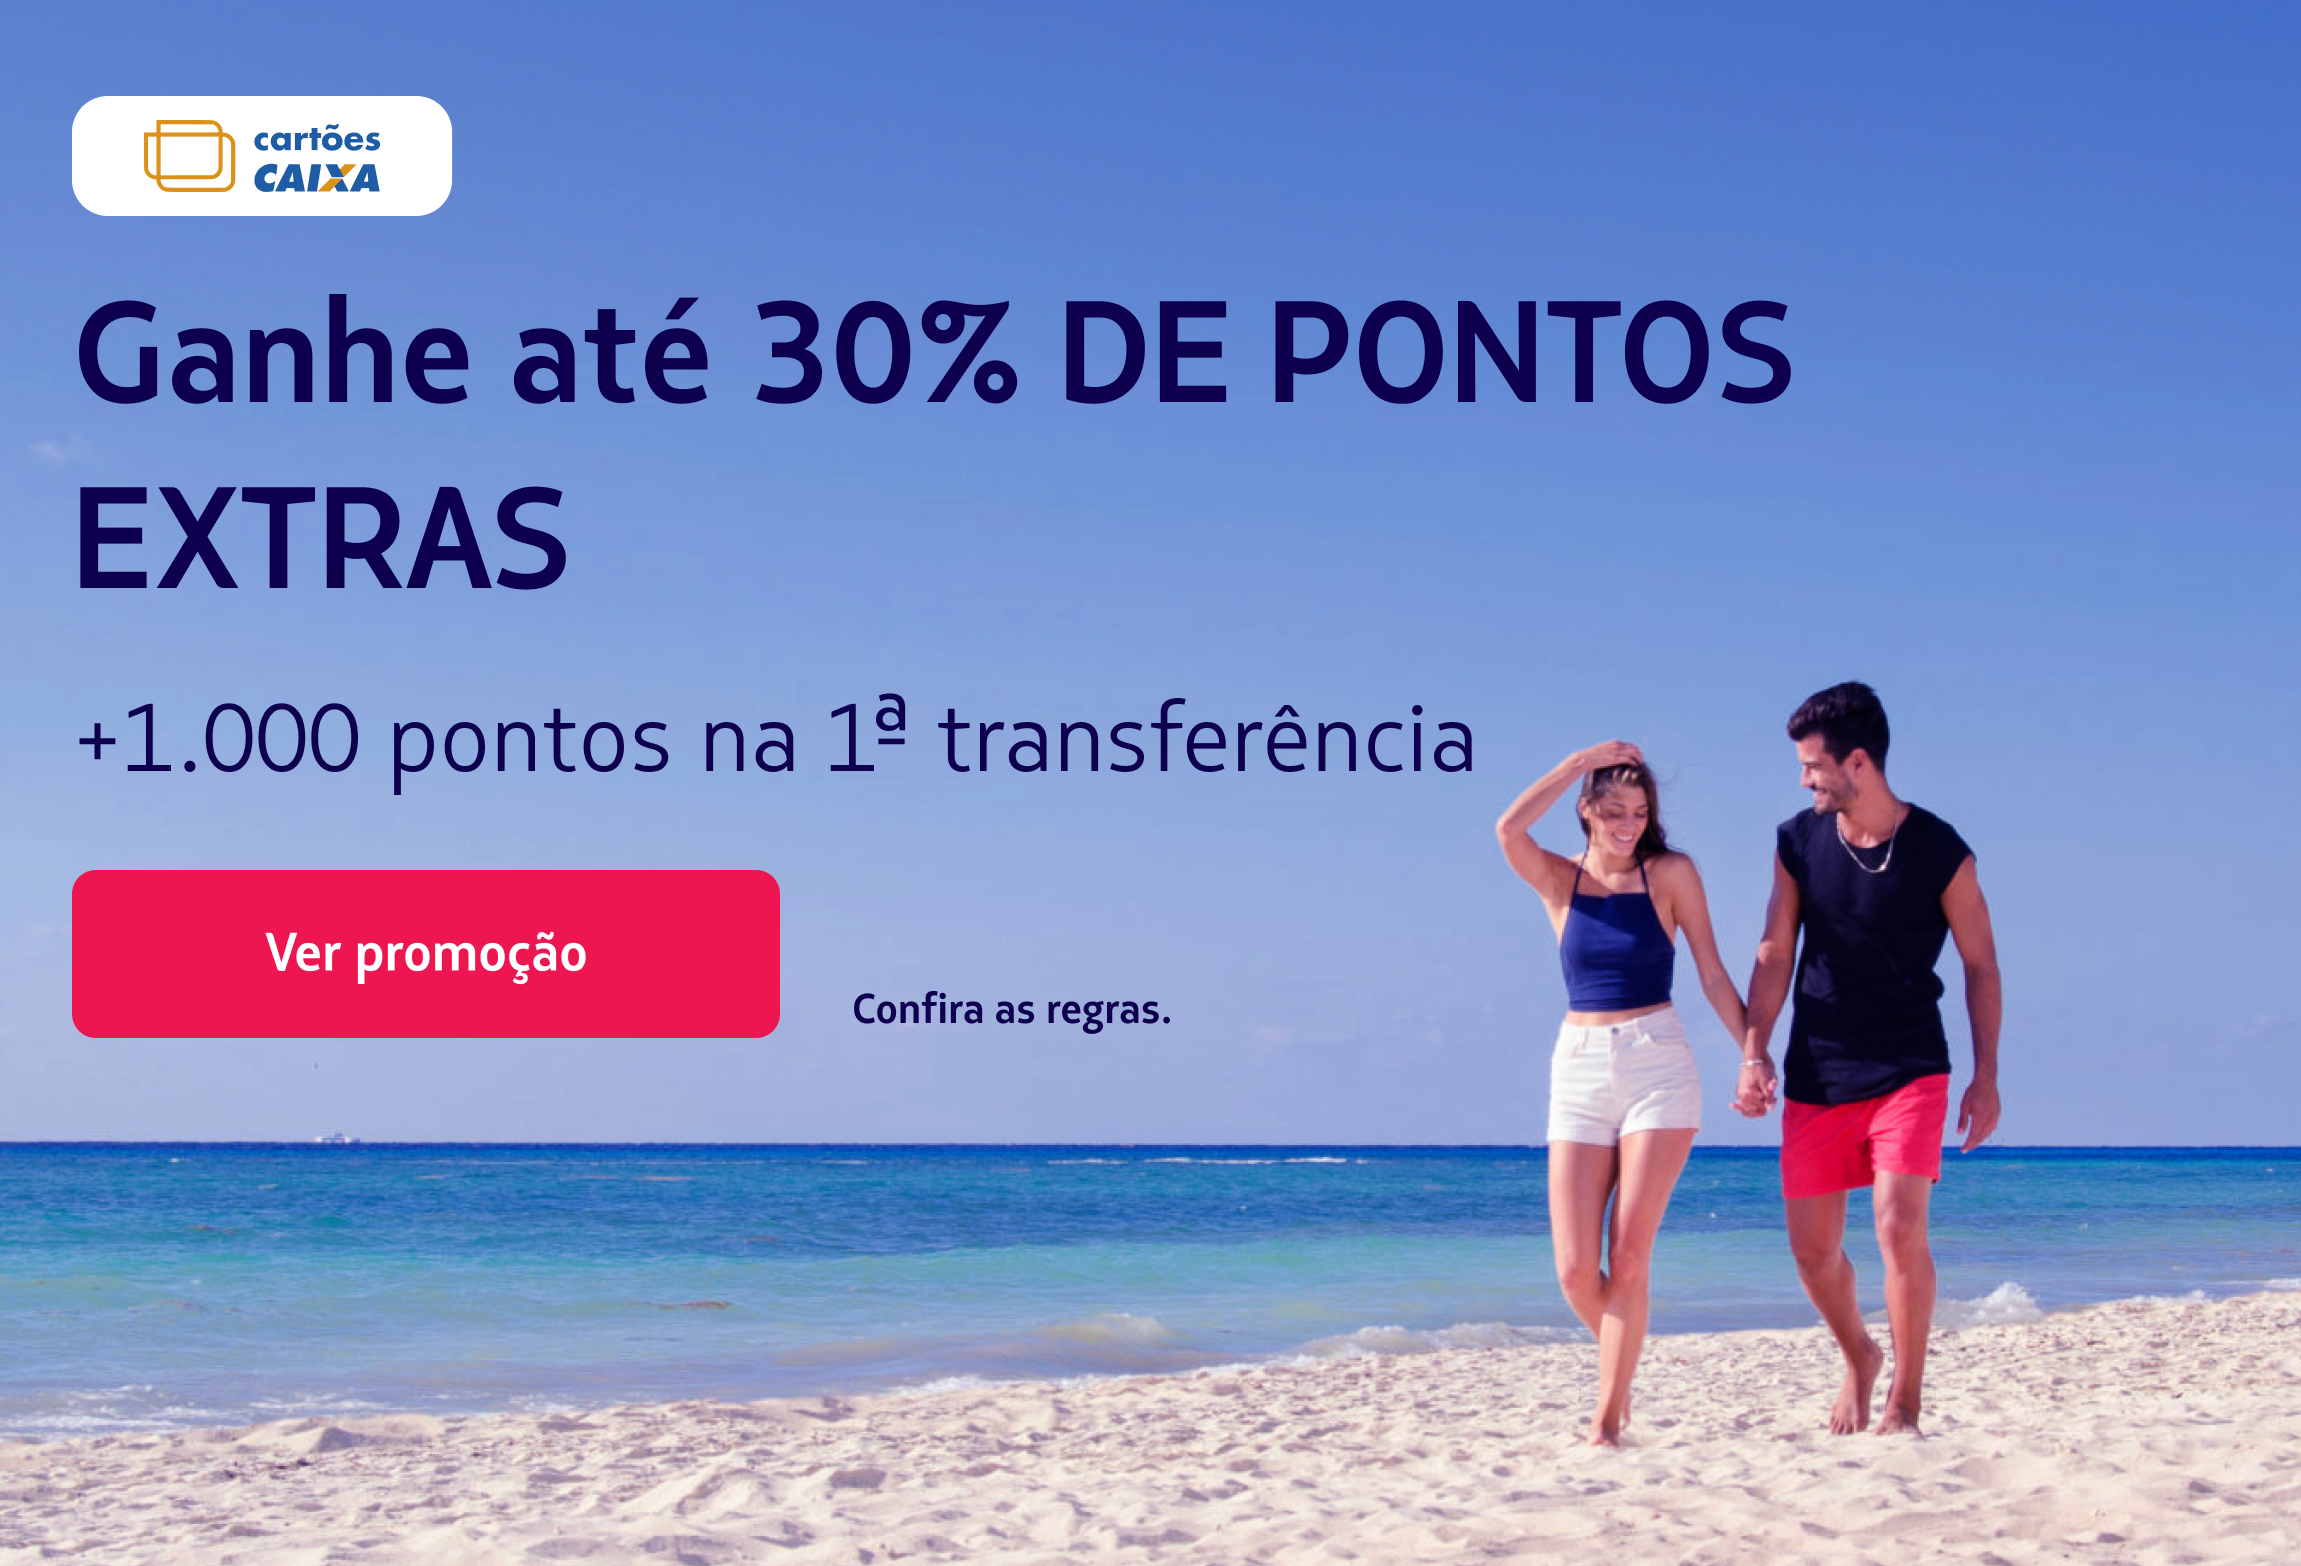 cartões
CAIXA
Ganhe até 30% DE PONTOS
EXTRAS
+1.000 pontos na 1ª transferência
Ver promoção
Confira as regras.